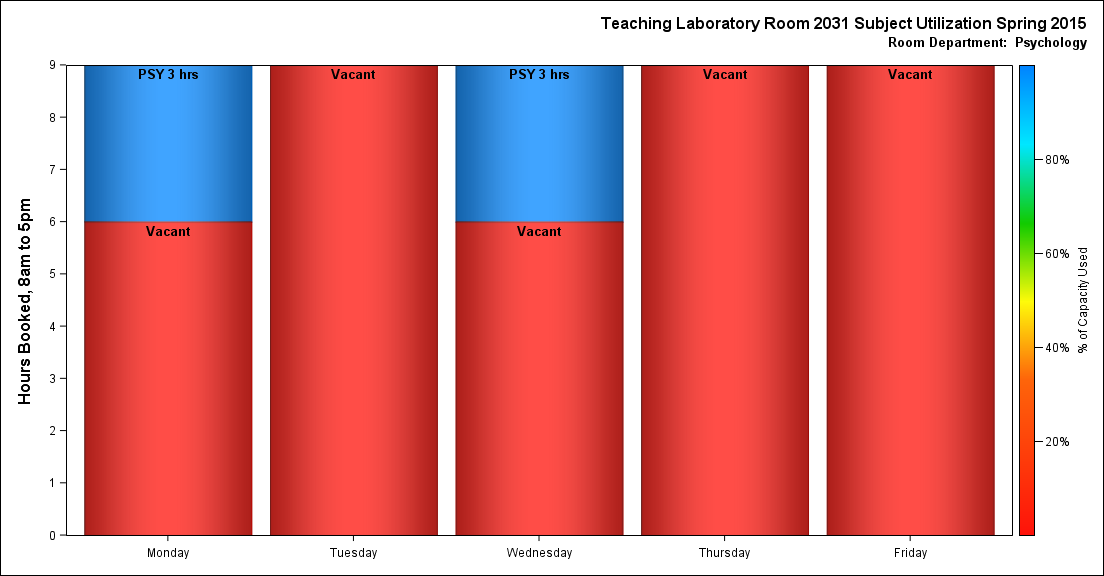 Teaching Laboratory Room 2031 Subject Utilization Spring 2015
Room Department: Psychology
Hours Booked, 8am to 5pm
9
8
7
6
5
4
3
2
1
0
PSY 3 hrs
Vacant
Vacant
PSY 3 hrs
Vacant
Vacant
Vacant
Monday
Tuesday
Wednesday
Thursday
Friday
80%
60%
40%
20%
% of Capacity Used